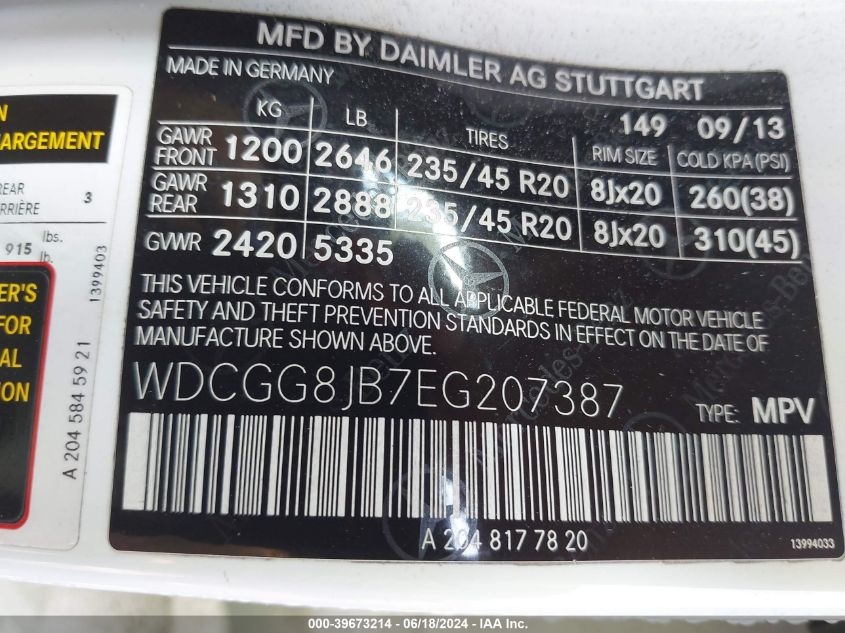 MFD BY DAIMLER AG STUTTGART
MADE IN GERMANY
149 09/13
KG LB TIRES RIM SIZE COLD KPA (PSI)
GAWR FRONT 1200 2646 235/45 R20 8Jx20 260(38)
GAWR REAR 1310 2888 235/45 R20 8Jx20 310(45)
GVWR 2420 5335
THIS VEHICLE CONFORMS TO ALL APPLICABLE FEDERAL MOTOR VEHICLE
SAFETY AND THEFT PREVENTION STANDARDS IN EFFECT ON THE DATE OF
MANUFACTURE SHOWN ABOVE.
WDCGG8JB7EG207387
TYPE: MPV
A 204 817 78 20
13994033
N
ARGEMENT
REAR
RRIÈRE 3
915 lbs.
lb.
1399403
ER'S
FOR
AL
ON
A 204 584 59 21
Mercedes-Benz
000-39673214 - 06/18/2024 - IAA Inc.